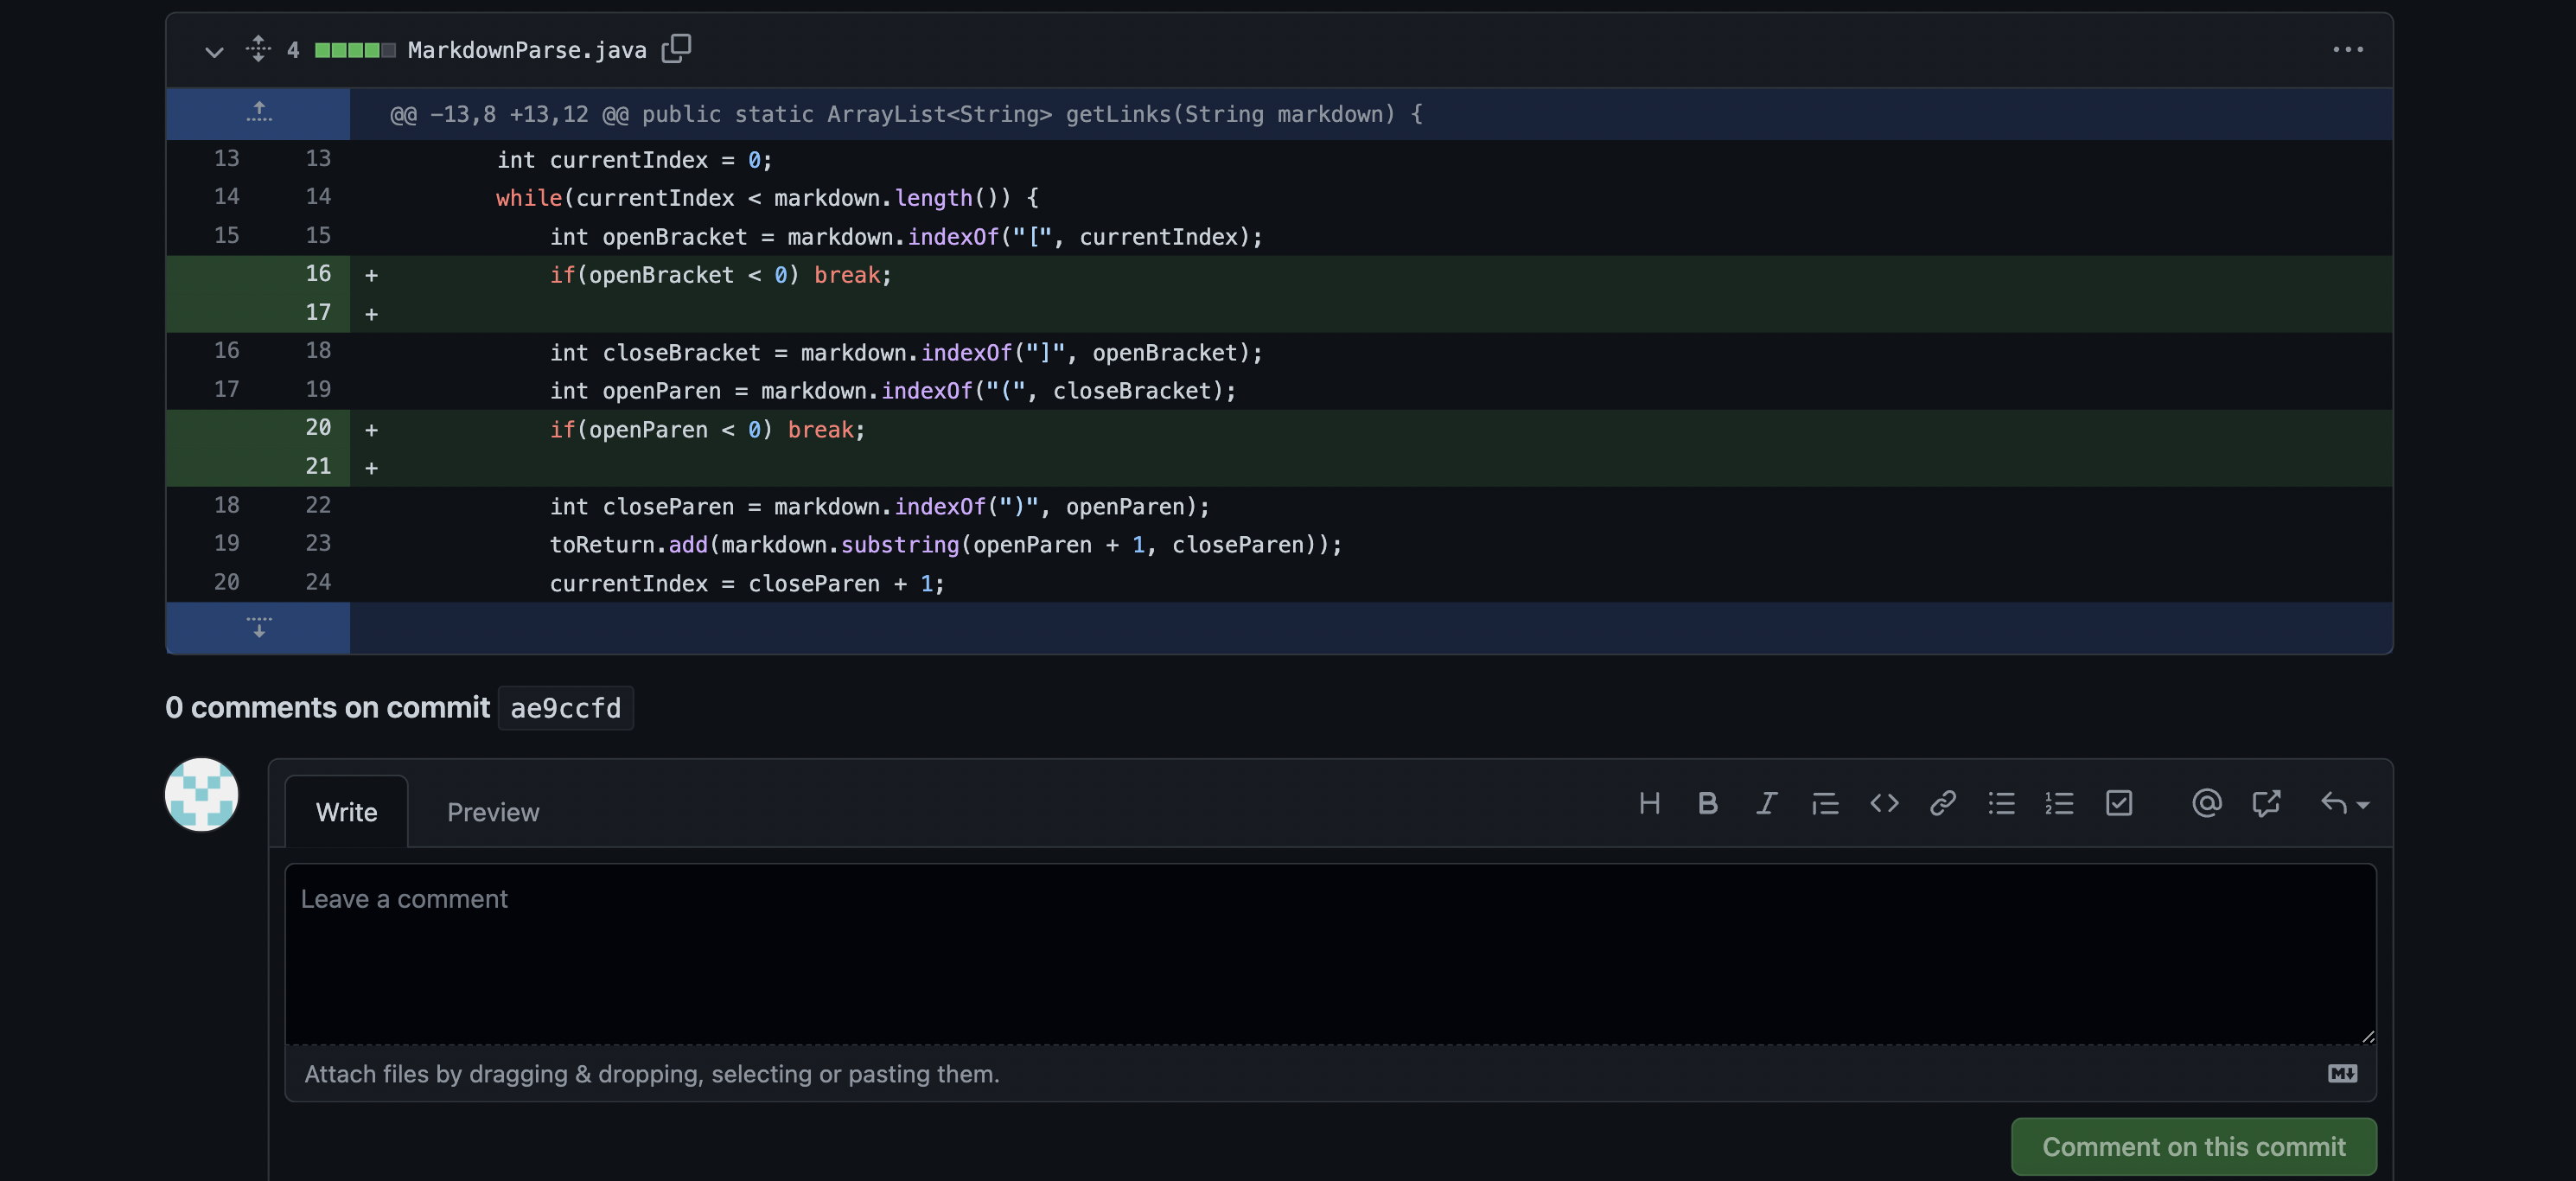 4 MarkdownParse.java
@@ -13,8 +13,12 @@ public static ArrayList<String> getLinks(String markdown) {
13 13 int currentIndex = 0;
14 14 while(currentIndex < markdown.length()) {
15 15 int openBracket = markdown.indexOf("[", currentIndex);
16 + if(openBracket < 0) break;
17 +
16 18 int closeBracket = markdown.indexOf("]", openBracket);
17 19 int openParen = markdown.indexOf("(", closeBracket);
20 + if(openParen < 0) break;
21 +
18 22 int closeParen = markdown.indexOf(")", openParen);
19 23 toReturn.add(markdown.substring(openParen + 1, closeParen));
20 24 currentIndex = closeParen + 1;
0 comments on commit ae9ccfd
Write Preview
Leave a comment
Attach files by dragging & dropping, selecting or pasting them.
Comment on this commit